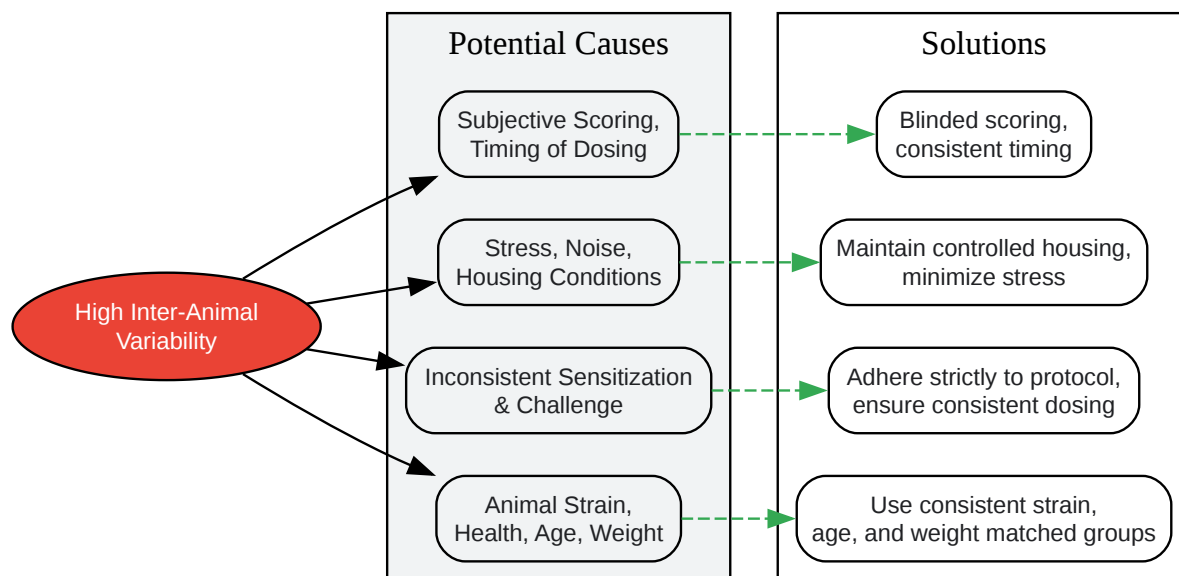 Potential Causes
Solutions
Subjective Scoring,
Timing of Dosing
Blinded scoring,
consistent timing
Stress, Noise,
Housing Conditions
Maintain controlled housing,
minimize stress
High Inter-Animal
Variability
Inconsistent Sensitization
& Challenge
Adhere strictly to protocol,
ensure consistent dosing
Animal Strain,
Health, Age, Weight
Use consistent strain,
age, and weight matched groups